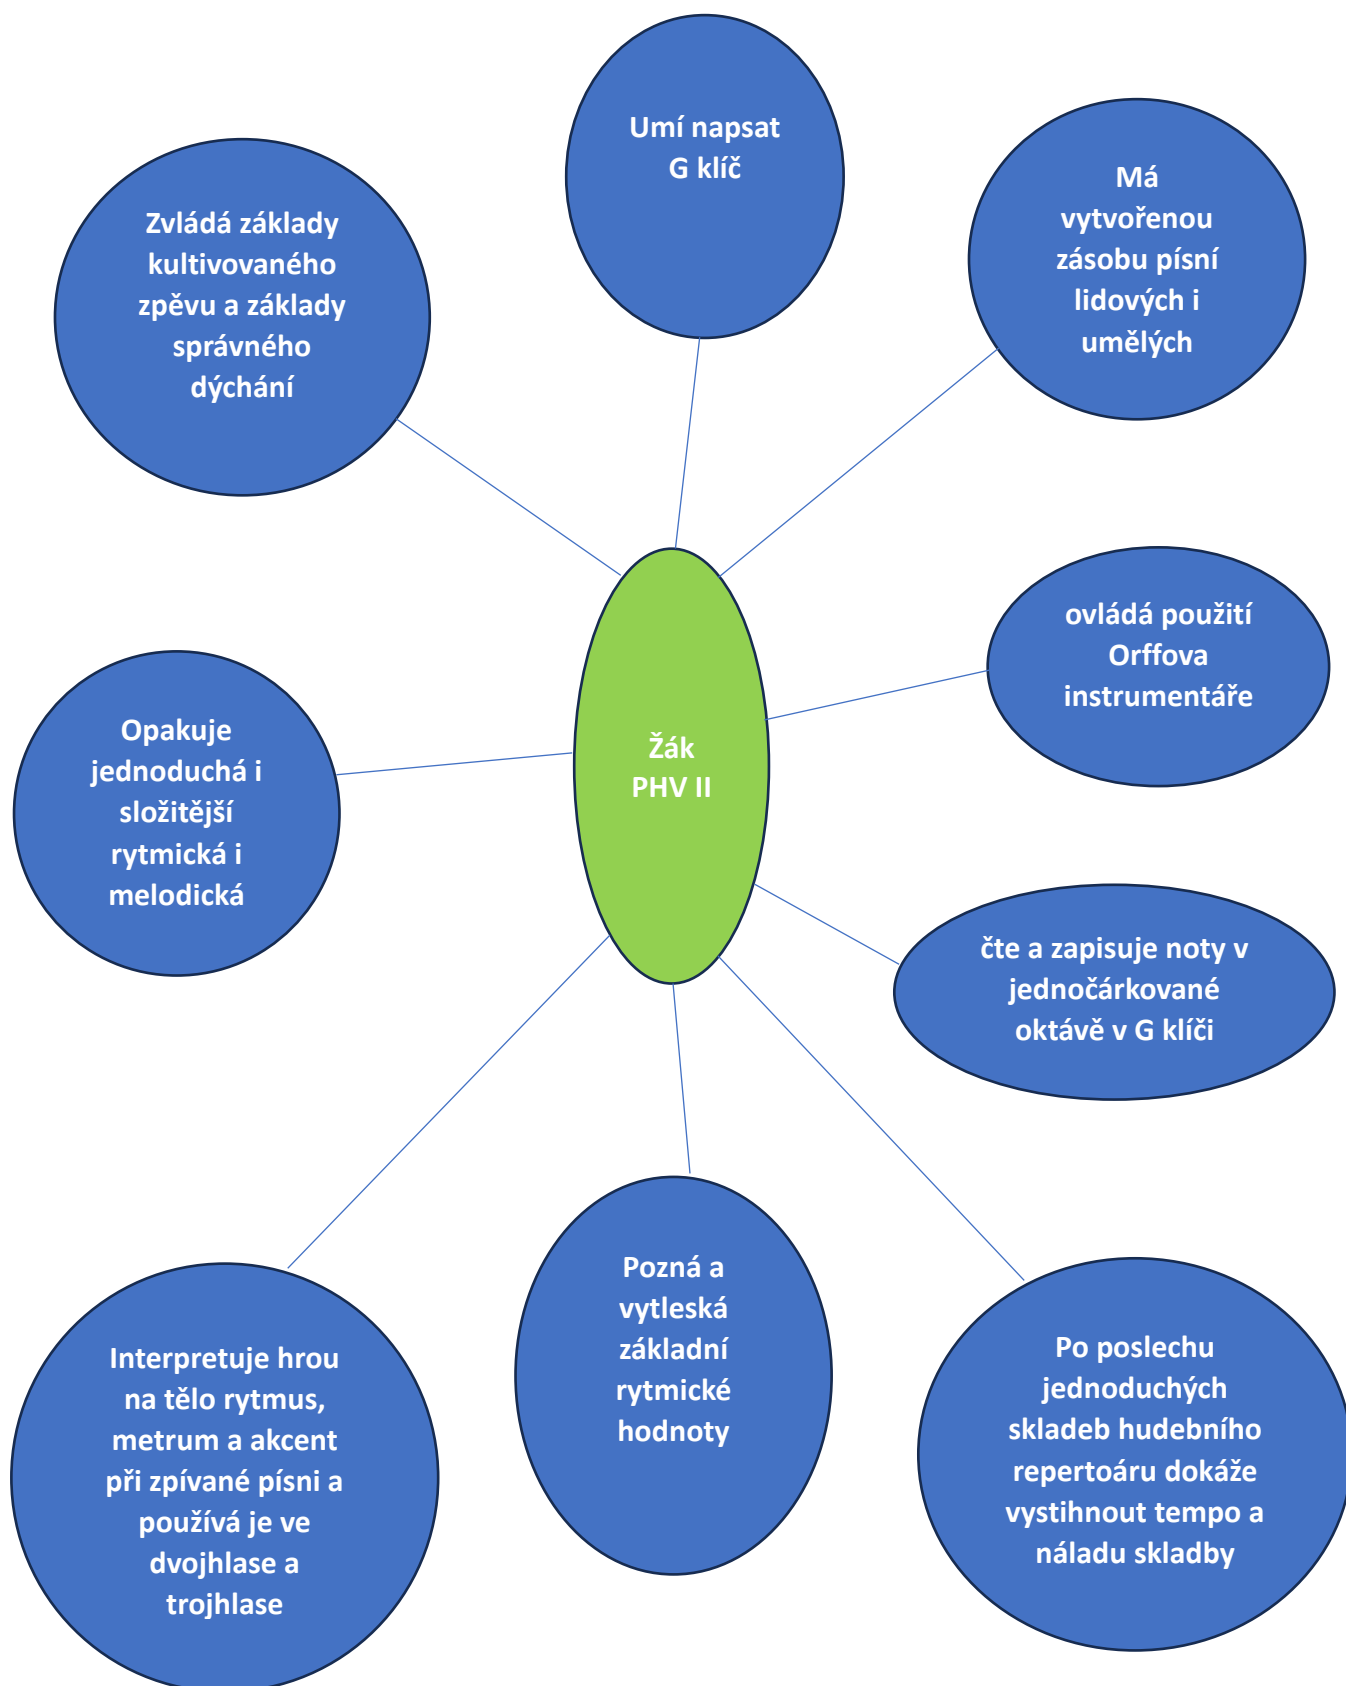 Umí napsat
G klíč
Má
vytvořenou
zásobu písní
lidových i
umělých
Zvládá základy
kultivovaného
zpěvu a základy
správného
dýchání
ovládá použití
Orffova
instrumentáře
Opakuje
jednoduchá i
složitější
rytmická i
melodická
Žák
PHV II
čte a zapisuje noty v
jednočárkované
oktávě v G klíči
Pozná a
vytleská
základní
rytmické
hodnoty
Interpretuje hrou
na tělo rytmus,
metrum a akcent
při zpívané písni a
používá je ve
dvojhlase a
trojhlase
Po poslechu
jednoduchých
skladeb hudebního
repertoáru dokáže
vystihnout tempo a
náladu skladby